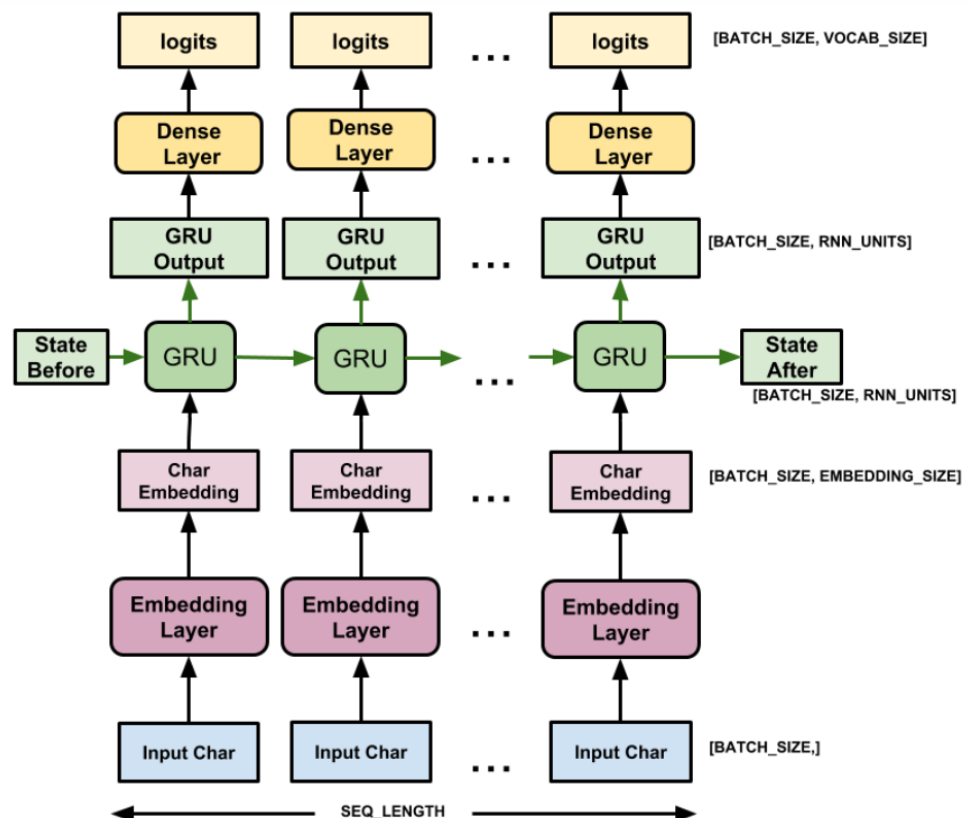 logits logits ... logits [BATCH_SIZE, VOCAB_SIZE]
Dense Dense Dense
Layer Layer ... Layer
GRU GRU GRU [BATCH_SIZE, RNN_UNITS]
Output Output ... Output
State GRU GRU ... GRU State
Before After
[BATCH_SIZE, RNN_UNITS]
Char Char Char [BATCH_SIZE, EMBEDDING_SIZE]
Embedding Embedding ... Embedding
Embedding Embedding Embedding
Layer Layer ... Layer
Input Char Input Char ... Input Char [BATCH_SIZE,]
SEQ_LENGTH